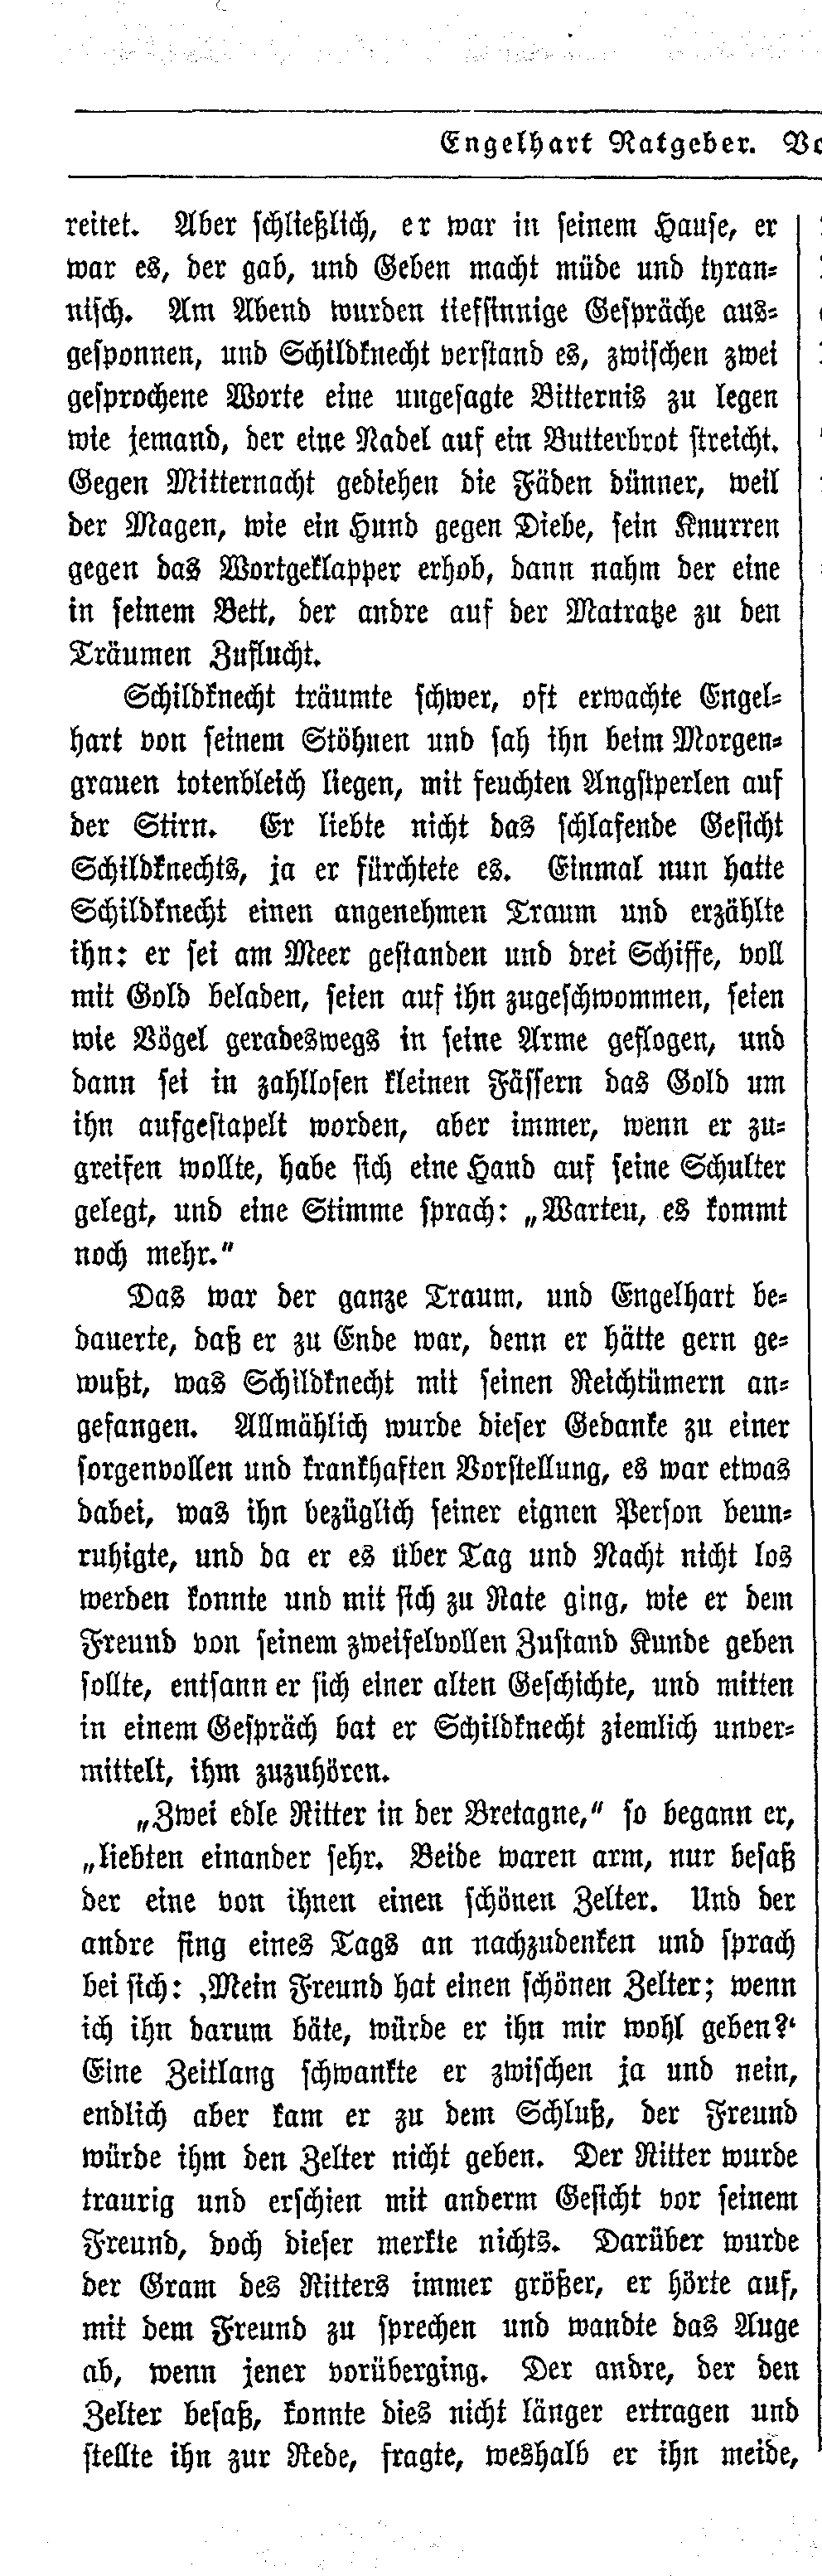 Engelhart Ratgeber. Vo
reitet. Aber schließlich, er war in seinem Hause, er
war es, der gab, und Geben macht müde und tyran-
nisch. Am Abend wurden tiefsinnige Gespräche aus-
gesponnen, und Schildknecht verstand es, zwischen zwei
gesprochene Worte eine ungesagte Bitternis zu legen
wie jemand, der eine Nadel auf ein Butterbrot streicht.
Gegen Mitternacht gediehen die Fäden dünner, weil
der Magen, wie ein Hund gegen Diebe, sein Knurren
gegen das Wortgeklapper erhob, dann nahm der eine
in seinem Bett, der andre auf der Matratze zu den
Träumen Zuflucht.
Schildknecht träumte schwer, oft erwachte Engel-
hart von seinem Stöhnen und sah ihn beim Morgen-
grauen totenbleich liegen, mit feuchten Angstperlen auf
der Stirn. Er liebte nicht das schlafende Gesicht
Schildknechts, ja er fürchtete es. Einmal nun hatte
Schildknecht einen angenehmen Traum und erzählte
ihn: er sei am Meer gestanden und drei Schiffe, voll
mit Gold beladen, seien auf ihn zugeschwommen, seien
wie Vögel geradeswegs in seine Arme geflogen, und
dann sei in zahllosen kleinen Fässern das Gold um
ihn aufgestapelt worden, aber immer, wenn er zu-
greifen wollte, habe sich eine Hand auf seine Schulter
gelegt, und eine Stimme sprach: „Warten, es kommt
noch mehr.“
Das war der ganze Traum, und Engelhart be-
dauerte, daß er zu Ende war, denn er hätte gern ge-
wußt, was Schildknecht mit seinen Reichtümern an-
gefangen. Allmählich wurde dieser Gedanke zu einer
sorgenvollen und krankhaften Vorstellung, es war etwas
dabei, was ihn bezüglich seiner eignen Person beun-
ruhigte, und da er es über Tag und Nacht nicht los
werden konnte und mit sich zu Rate ging, wie er dem
Freund von seinem zweifelvollen Zustand Kunde geben
sollte, entsann er sich einer alten Geschichte, und mitten
in einem Gespräch bat er Schildknecht ziemlich unver-
mittelt, ihm zuzuhören.
„Zwei edle Ritter in der Bretagne,“ so begann er,
„liebten einander sehr. Beide waren arm, nur besaß
der eine von ihnen einen schönen Zelter. Und der
andre fing eines Tags an nachzudenken und sprach
bei sich: ‚Mein Freund hat einen schönen Zelter; wenn
ich ihn darum bäte, würde er ihn mir wohl geben?‘
Eine Zeitlang schwankte er zwischen ja und nein,
endlich aber kam er zu dem Schluß, der Freund
würde ihm den Zelter nicht geben. Der Ritter wurde
traurig und erschien mit anderm Gesicht vor seinem
Freund, doch dieser merkte nichts. Darüber wurde
der Gram des Ritters immer größer, er hörte auf,
mit dem Freund zu sprechen und wandte das Auge
ab, wenn jener vorüberging. Der andre, der den
Zelter besaß, konnte dies nicht länger ertragen und
stellte ihn zur Rede, fragte, weshalb er ihn meide,